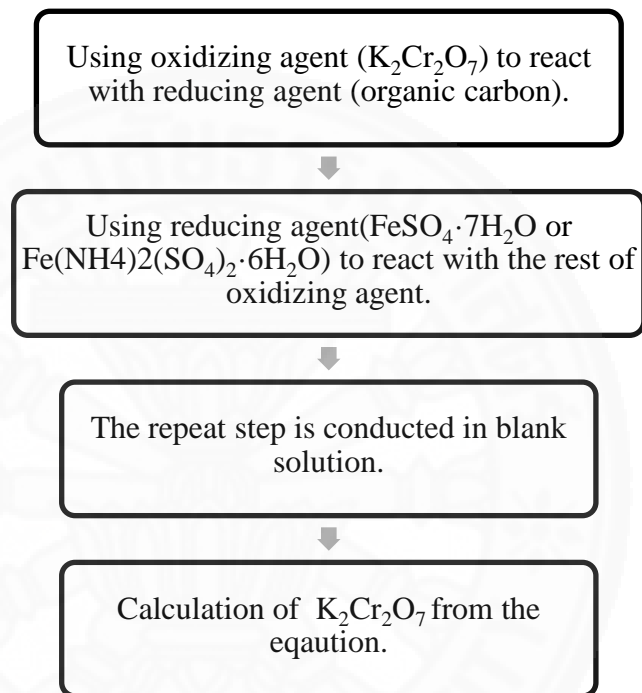 Using oxidizing agent (K₂Cr₂O₇) to react
with reducing agent (organic carbon).
Using reducing agent(FeSO₄·7H₂O or
Fe(NH4)2(SO₄)₂·6H₂O) to react with the rest of
oxidizing agent.
The repeat step is conducted in blank
solution.
Calculation of K₂Cr₂O₇ from the
eqaution.